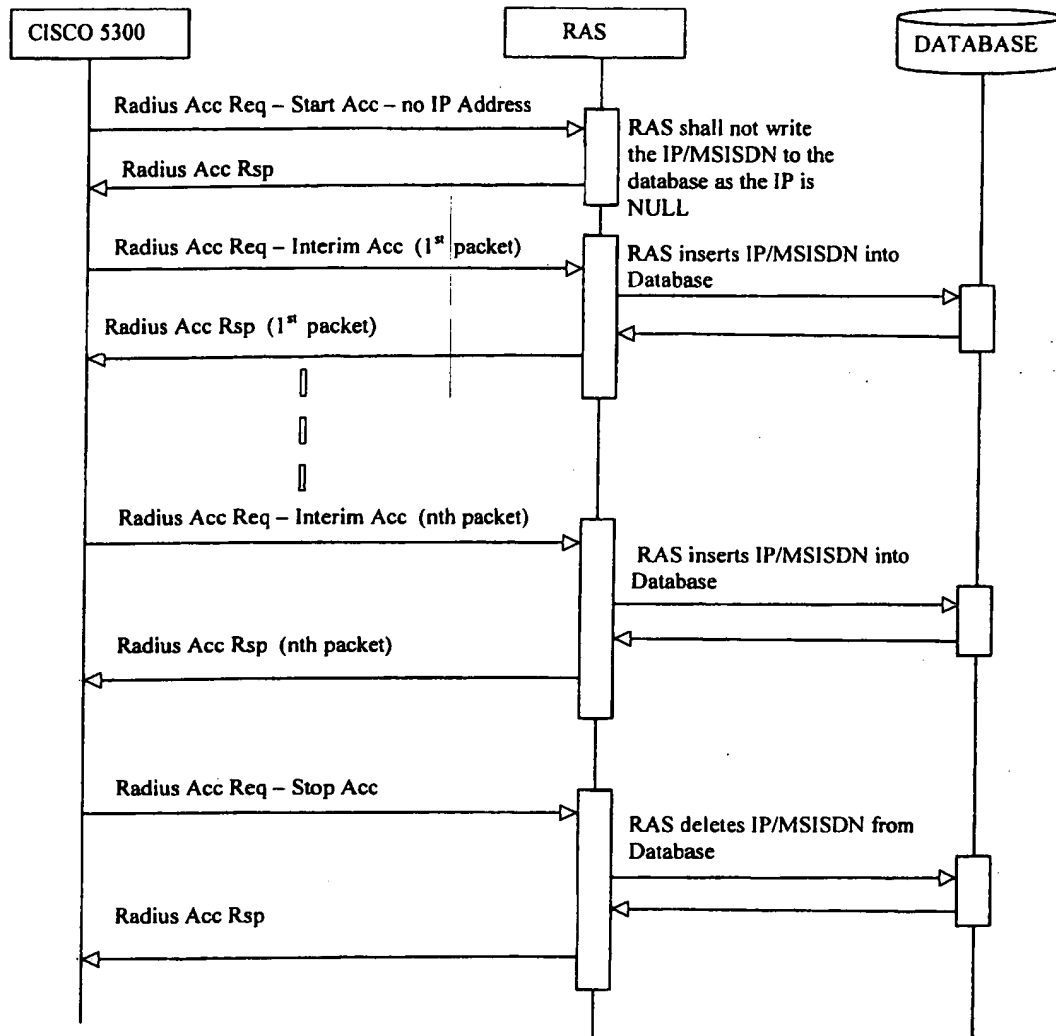 CISCO 5300
RAS
DATABASE
Radius Acc Req – Start Acc – no IP Address
RAS shall not write
the IP/MSISDN to the
database as the IP is
NULL
Radius Acc Rsp
Radius Acc Req – Interim Acc (1st packet)
RAS inserts IP/MSISDN into
Database
Radius Acc Rsp (1st packet)
Radius Acc Req – Interim Acc (nth packet)
RAS inserts IP/MSISDN into
Database
Radius Acc Rsp (nth packet)
Radius Acc Req – Stop Acc
RAS deletes IP/MSISDN from
Database
Radius Acc Rsp